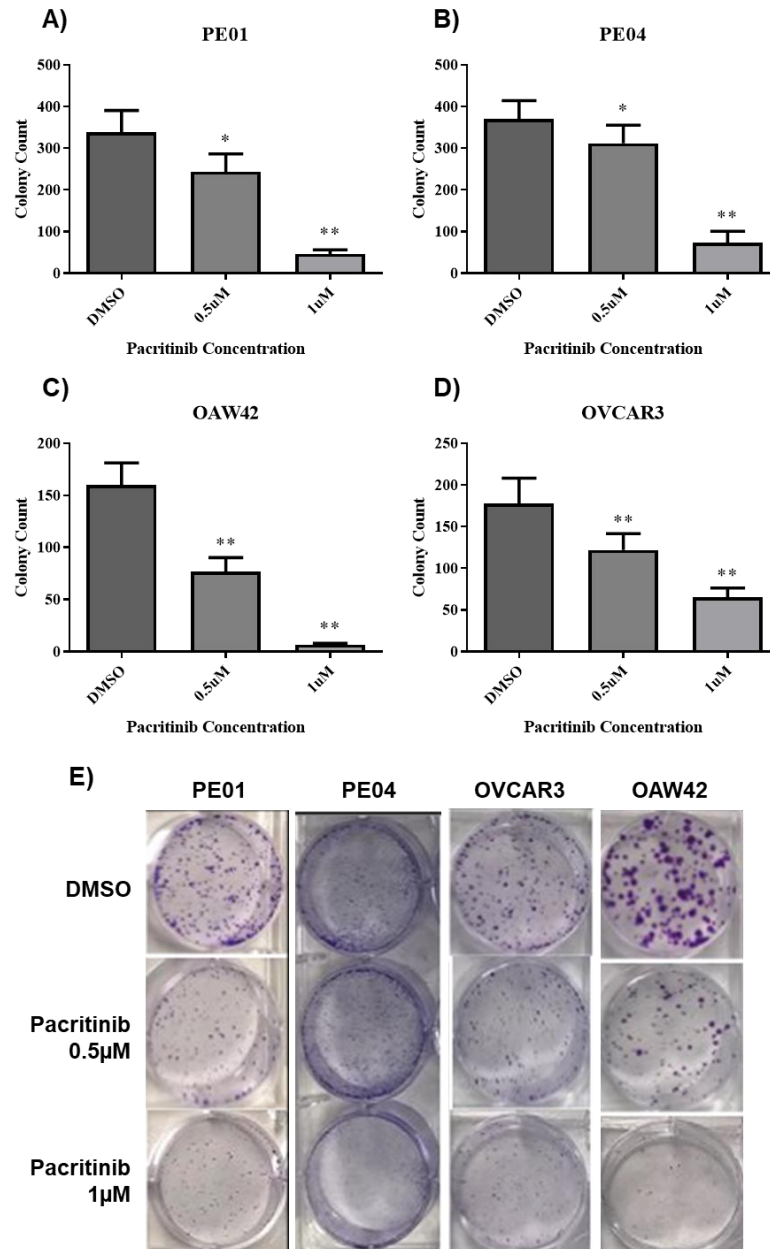 A)
PE01
500
400
300
200
100
0
Colony Count
*
**
DMSO
0.5uM
1uM
Pacritinib Concentration
B)
PE04
500
400
300
200
100
0
Colony Count
*
**
DMSO
0.5uM
1uM
Pacritinib Concentration
C)
OAW42
200
150
100
50
0
Colony Count
**
**
DMSO
0.5uM
1uM
Pacritinib Concentration
D)
OVCAR3
250
200
150
100
50
0
Colony Count
**
**
DMSO
0.5uM
1uM
Pacritinib Concentration
E)
PE01 PE04 OVCAR3 OAW42
DMSO
Pacritinib
0.5µM
Pacritinib
1µM